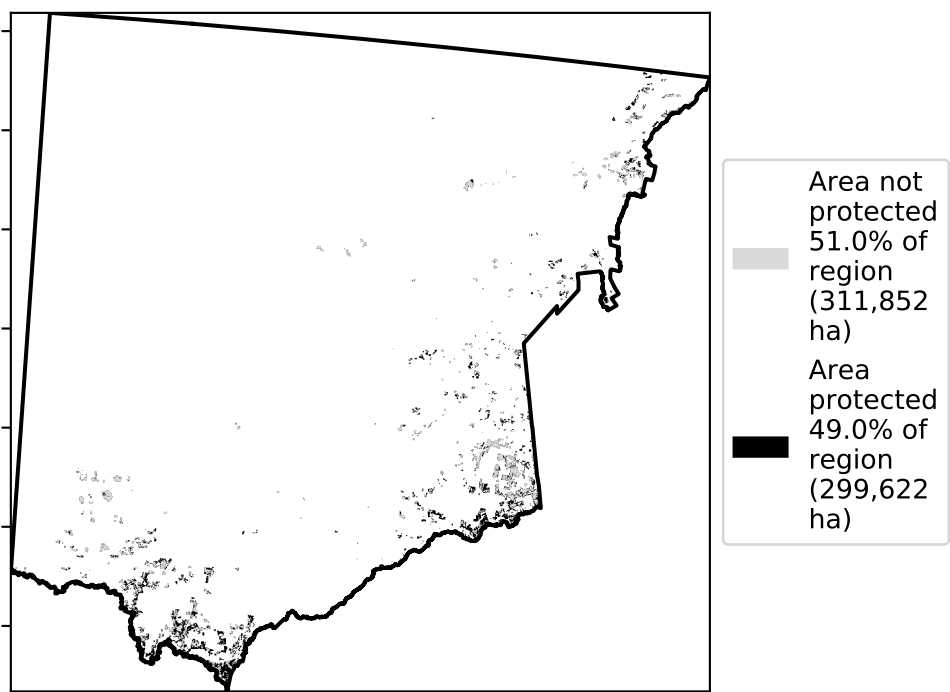 Area not
protected
51.0% of
region
(311,852
ha)
Area
protected
49.0% of
region
(299,622
ha)